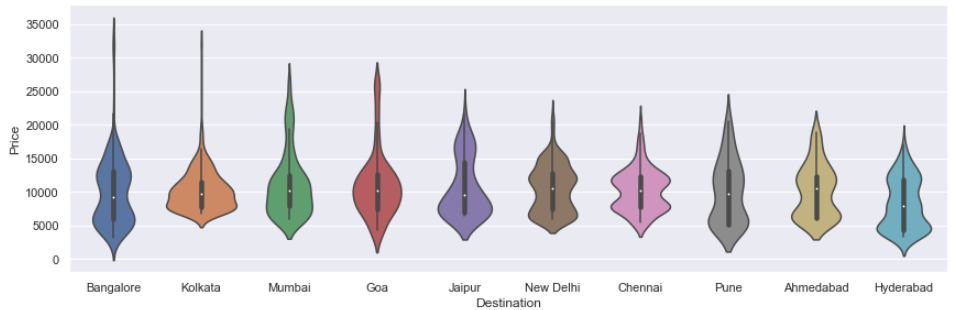 35000
30000
25000
20000
15000
10000
5000
0
Price
Bangalore Kolkata Mumbai Goa Jaipur New Delhi Chennai Pune Ahmedabad Hyderabad
Destination